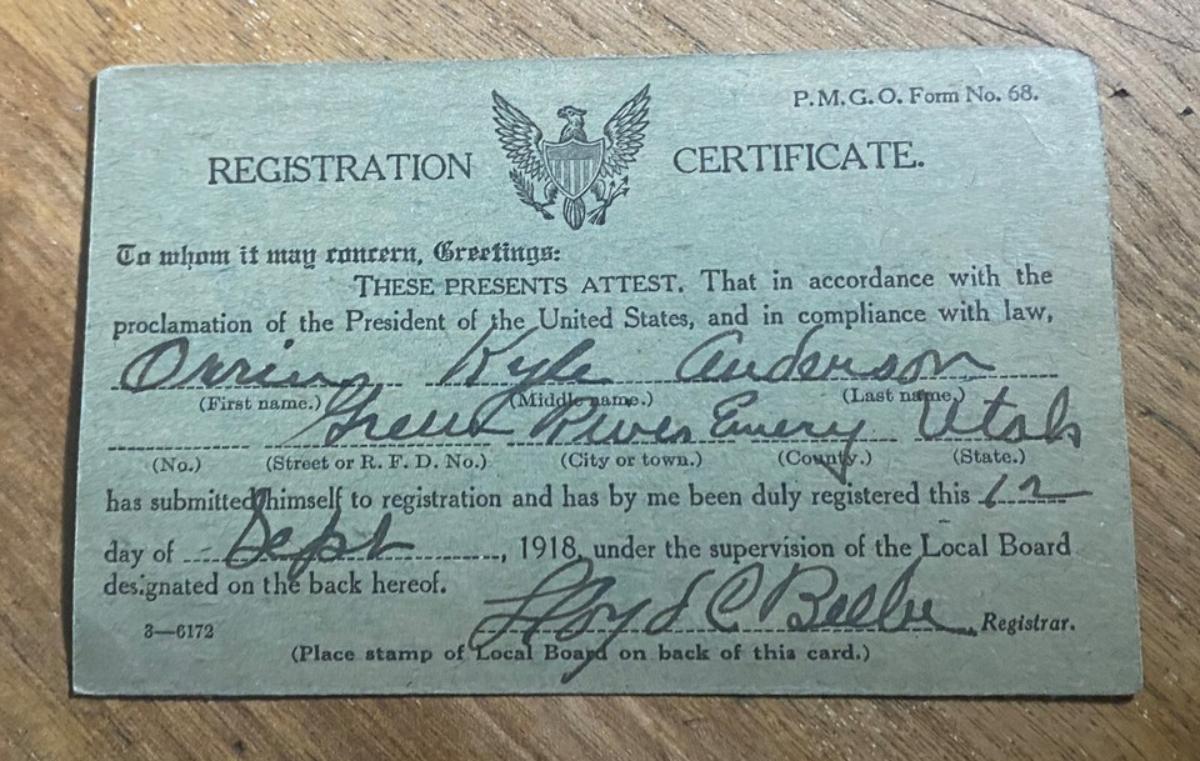 P.M.G.O. Form No. 68.
REGISTRATION CERTIFICATE.
To whom it may concern, Greetings:
THESE PRESENTS ATTEST. That in accordance with the
proclamation of the President of the United States, and in compliance with law,
Orrin Kyle Anderson
(First name.) (Middle name.) (Last name.)
Green River Emery Utah
(No.) (Street or R. F. D. No.) (City or town.) (County.) (State.)
has submitted himself to registration and has by me been duly registered this 12
day of Sept, 1918, under the supervision of the Local Board
designated on the back hereof.
Lloyd C Beebe, Registrar.
3—6172
(Place stamp of Local Board on back of this card.)